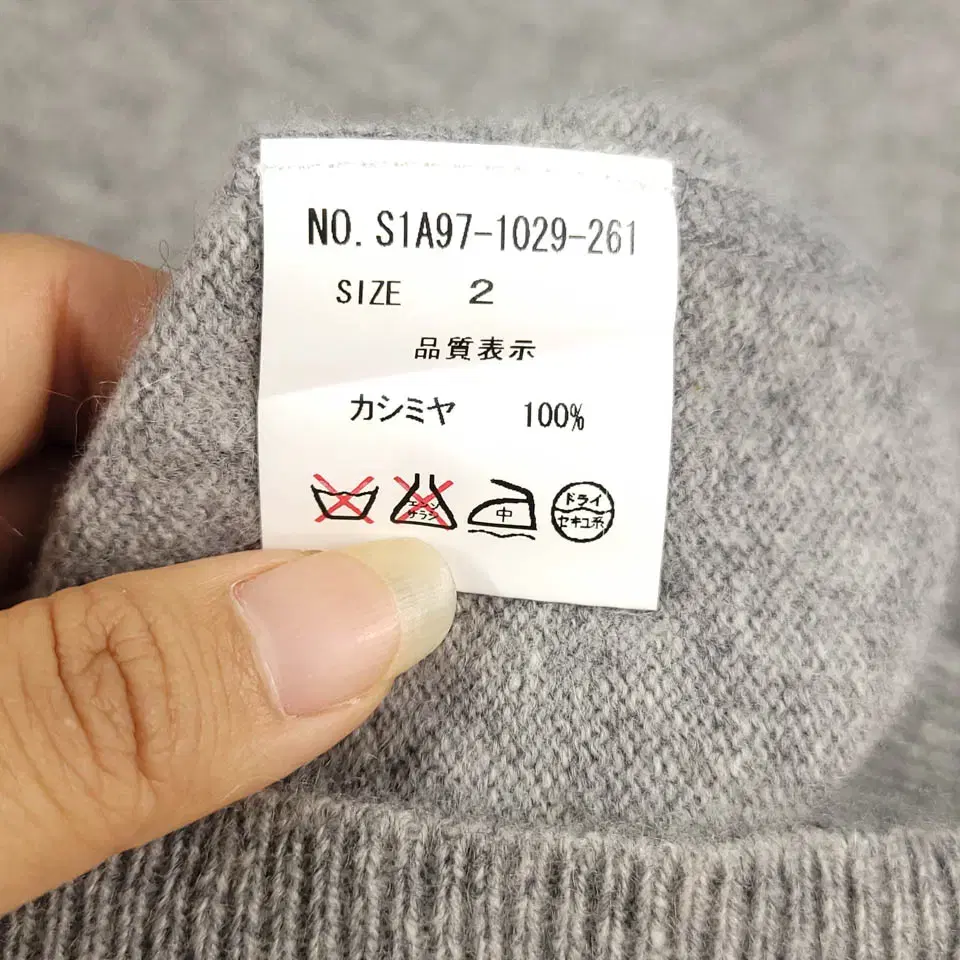 NO. S1A97-1029-261
SIZE 2
品質表示
カシミヤ 100%
エンソ
サラシ
中
ドライ
セキユ系